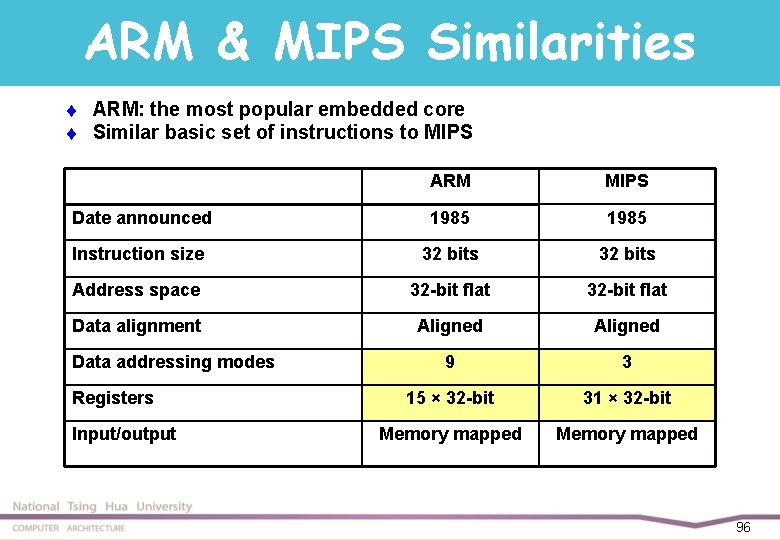 ARM & MIPS Similarities
♦ ARM: the most popular embedded core
♦ Similar basic set of instructions to MIPS
ARM MIPS
Date announced 1985 1985
Instruction size 32 bits 32 bits
Address space 32-bit flat 32-bit flat
Data alignment Aligned Aligned
Data addressing modes 9 3
Registers 15 × 32-bit 31 × 32-bit
Input/output Memory mapped Memory mapped
National Tsing Hua University
COMPUTER ARCHITECTURE
96